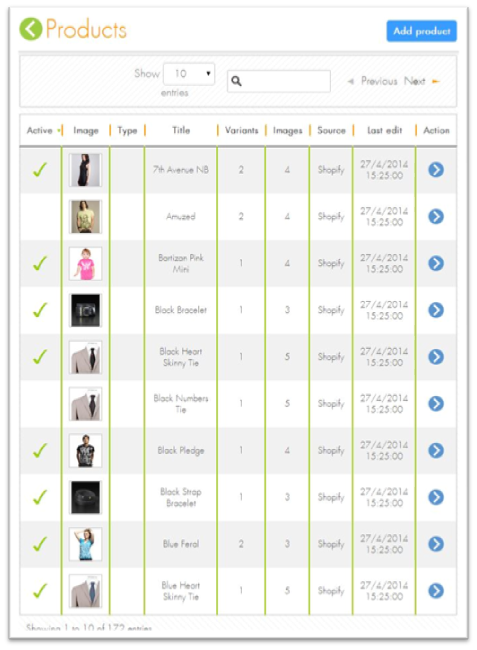 Products
Add product
Show 10 entries
Previous Next
Active Image Type Title Variants Images Source Last edit Action
7th Avenue NB 2 4 Shopify 27/4/2014 15:25:00
Amuzed 2 4 Shopify 27/4/2014 15:25:00
Bartizan Pink Mini 1 4 Shopify 27/4/2014 15:25:00
Black Bracelet 1 3 Shopify 27/4/2014 15:25:00
Black Heart Skinny Tie 1 5 Shopify 27/4/2014 15:25:00
Black Numbers Tie 1 5 Shopify 27/4/2014 15:25:00
Black Pledge 1 4 Shopify 27/4/2014 15:25:00
Black Strap Bracelet 1 3 Shopify 27/4/2014 15:25:00
Blue Feral 2 3 Shopify 27/4/2014 15:25:00
Blue Heart Skinny Tie 1 5 Shopify 27/4/2014 15:25:00
Showing 1 to 10 of 172 entries